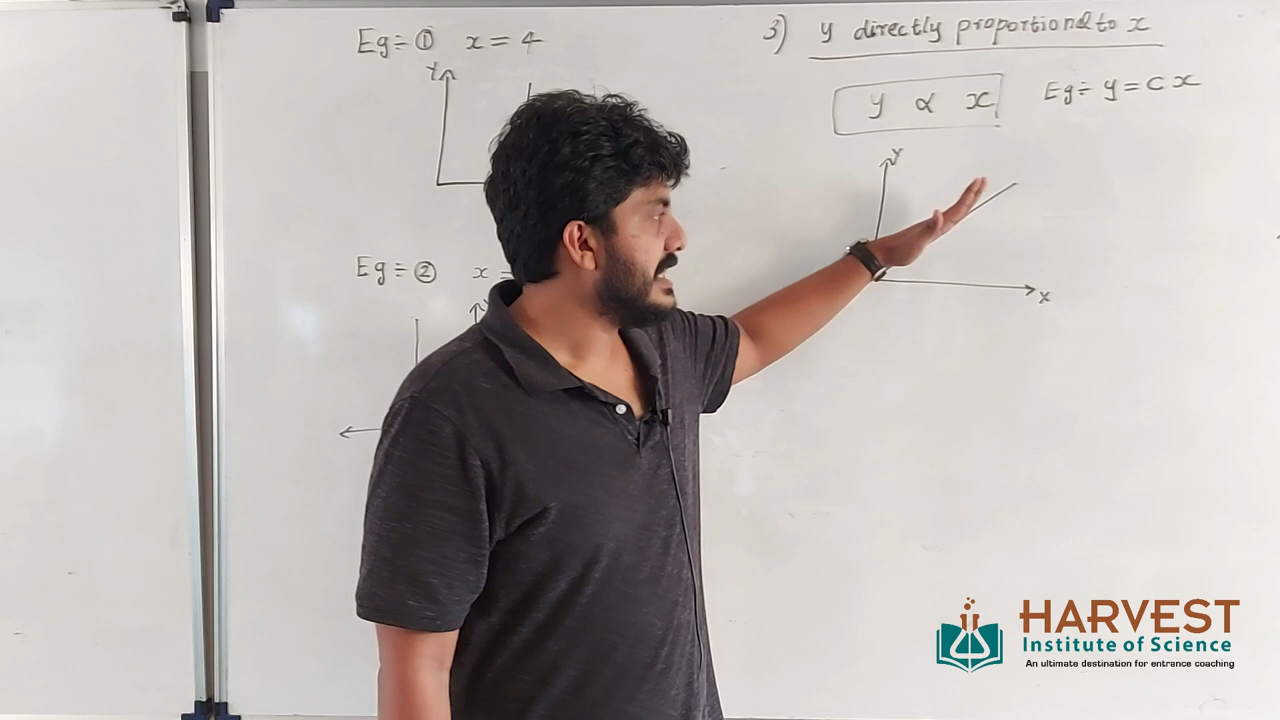 Eg÷ ① x = 4
Y
Eg÷ ② x =
Y
3) y directly proportional to x
y ∝ x
Eg÷ y = c x
Y
X
HARVEST
Institute of Science
An ultimate destination for entrance coaching